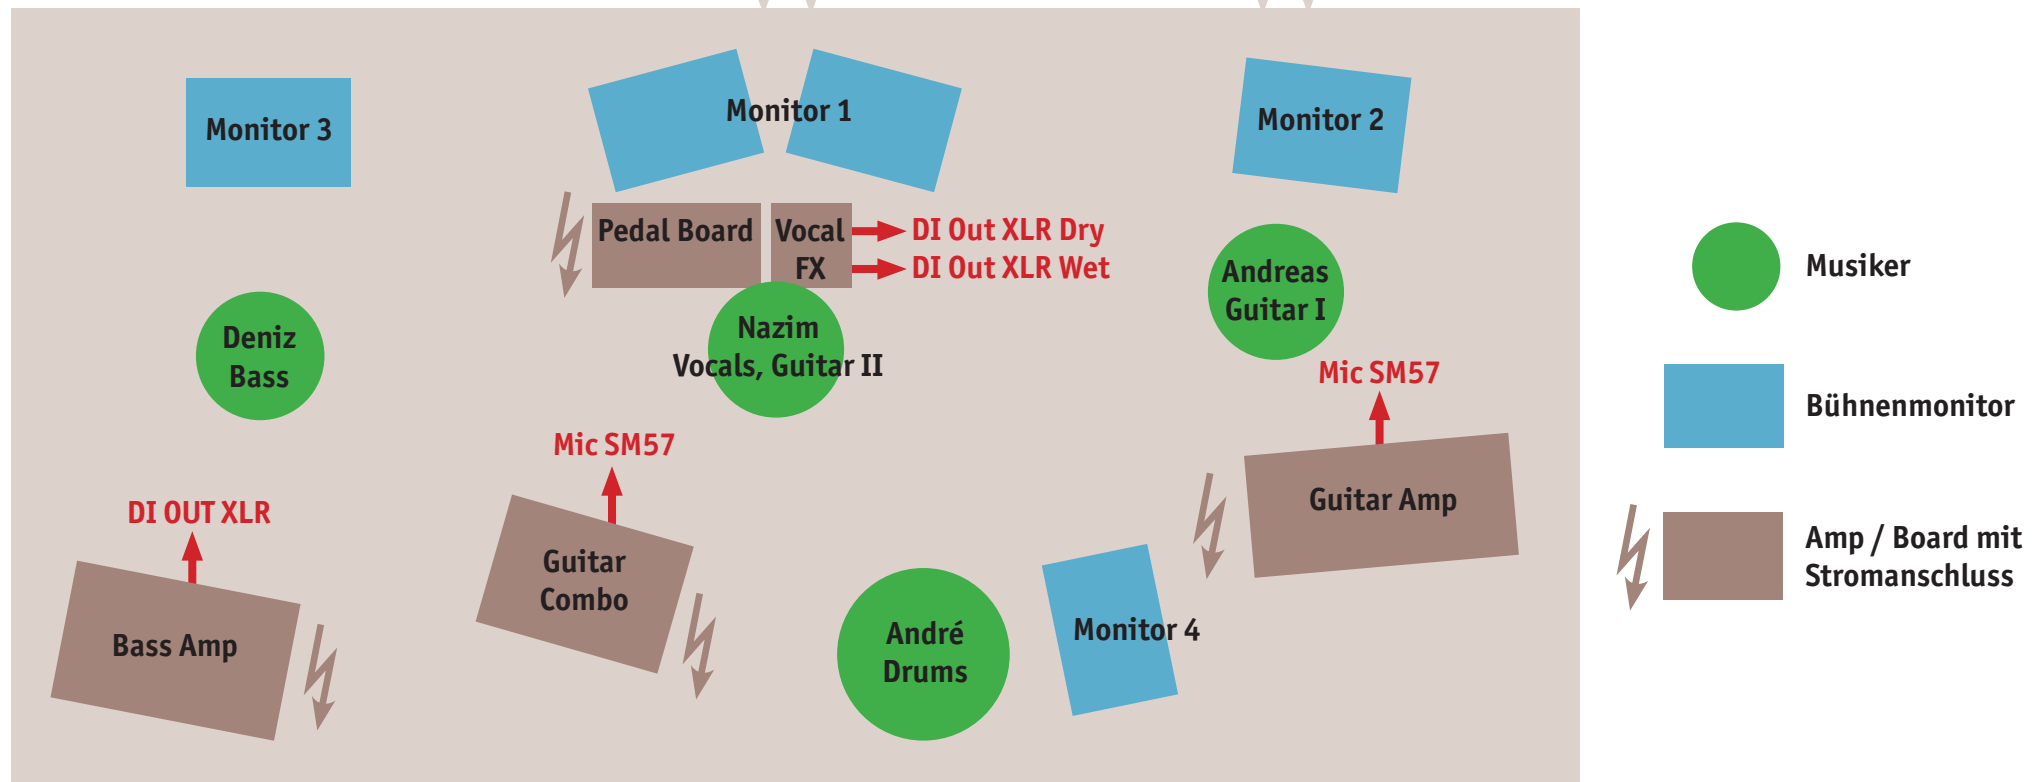 Monitor 3
Monitor 1
Monitor 2
Pedal Board
Vocal
FX
DI Out XLR Dry
DI Out XLR Wet
Andreas
Guitar I
Deniz
Bass
Nazim
Vocals, Guitar II
Mic SM57
Guitar Amp
Mic SM57
Guitar
Combo
DI OUT XLR
Bass Amp
André
Drums
Monitor 4
Musiker
Bühnenmonitor
Amp / Board mit
Stromanschluss